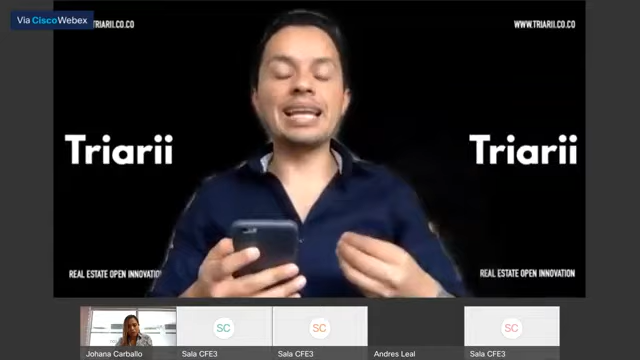 Via CiscoWebex
.CO.CO
WWW.TRIARII.CO.CO
Triarii
Triarii
REAL ESTATE OPEN INNOVATION
REAL ESTATE OPEN INNOVATION
SC
SC
SC
Johana Carballo
Sala CFE3
Sala CFE3
Andres Leal
Sala CFE3